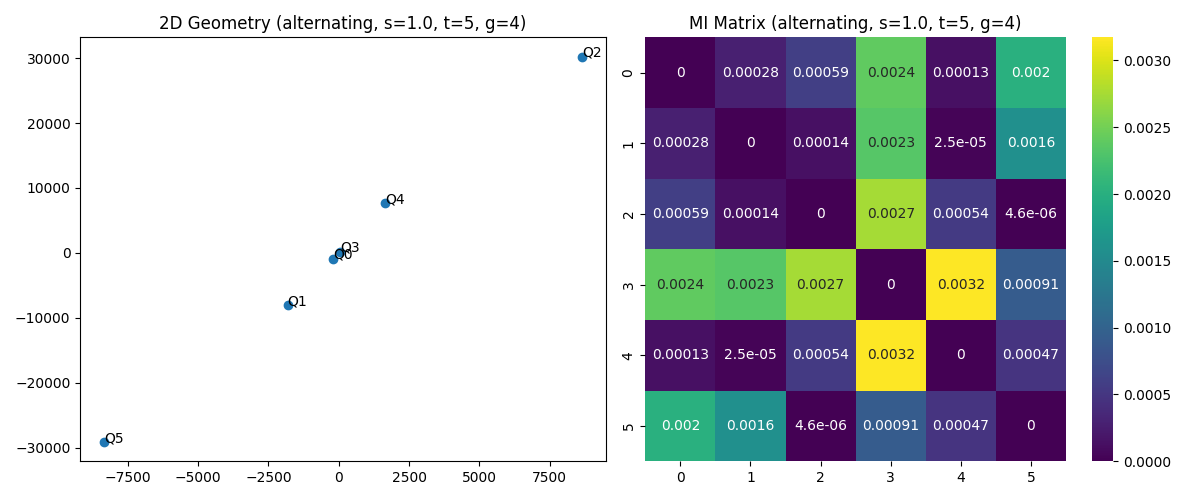 2D Geometry (alternating, s=1.0, t=5, g=4)
30000
20000
10000
0
−10000
−20000
−30000
Q2
Q4
Q3
Q0
Q1
Q5
−7500 −5000 −2500 0 2500 5000 7500
MI Matrix (alternating, s=1.0, t=5, g=4)
0 0 0.00028 0.00059 0.0024 0.00013 0.002
1 0.00028 0 0.00014 0.0023 2.5e-05 0.0016
2 0.00059 0.00014 0 0.0027 0.00054 4.6e-06
3 0.0024 0.0023 0.0027 0 0.0032 0.00091
4 0.00013 2.5e-05 0.00054 0.0032 0 0.00047
5 0.002 0.0016 4.6e-06 0.00091 0.00047 0
0 1 2 3 4 5
0.0030
0.0025
0.0020
0.0015
0.0010
0.0005
0.0000